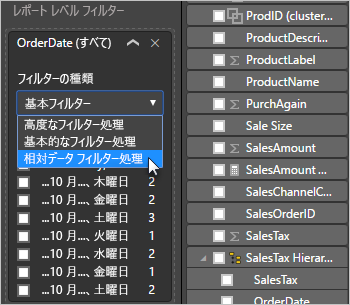 レポート レベル フィルター
OrderDate (すべて)
フィルターの種類
基本フィルター
高度なフィルター処理
基本的なフィルター処理
相対データ フィルター処理
...10 月...、木曜日 2
...10 月...、金曜日 2
...10 月...、土曜日 3
...10 月...、火曜日 1
...10 月...、水曜日 2
...10 月...、金曜日 1
...10 月...、土曜日 2
ProdID (cluster...
ProductDescri...
ProductLabel
ProductName
PurchAgain
Sale Size
SalesAmount
SalesAmount ...
SalesChannelC...
SalesOrderID
SalesTax
SalesTax Hierar...
SalesTax
OrderDate